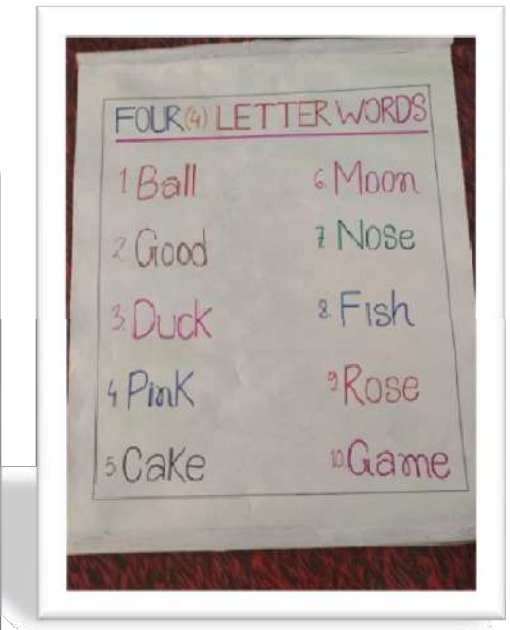 FOUR(4) LETTER WORDS
1 Ball
2 Good
3. Duck
4 Pink
5 Cake
6 Moon
7 Nose
8. Fish
9 Rose
10. Game